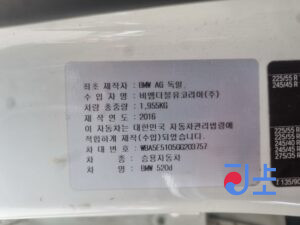 최초 제작자 : BMW AG 독일
수 입 자 : 비엠더블유코리아(주)
차량 총중량 : 1,955KG
제 작 연 도 : 2016
이 자동차는 대한민국 자동차관리법령에
적합하게 제작(수입)되었습니다.
차 대 번 호 : WBA5E5105GG203757
차 종 : 승용자동차
차 명 : BMW 520d
225/55 R
245/45 R
225/55 R
245/45 R
245/40
275/35